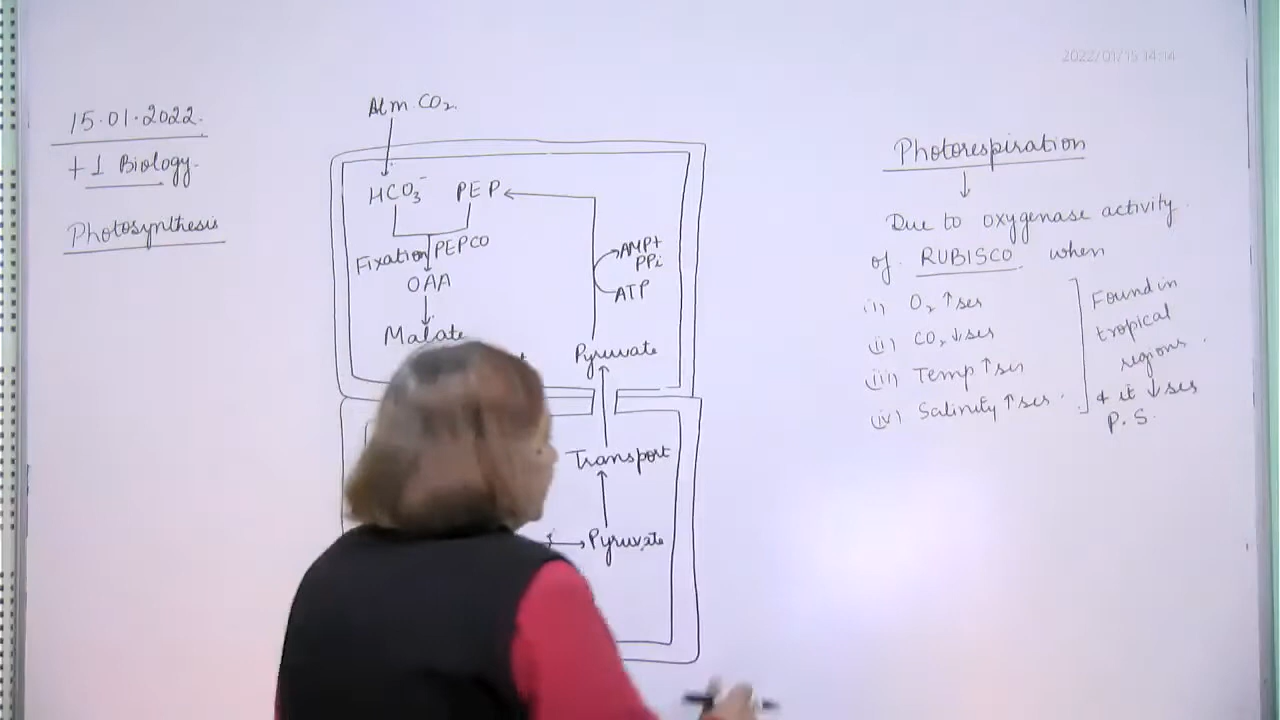 2022/01/15 14:14
15.01.2022.
+1 Biology.
Photosynthesis
Atm. CO₂.
HCO₃⁻ PEP
Fixation PEPCO
OAA
Malate
AMP+
PPi
ATP
Pyruvate
Transport
Pyruvate
Photorespiration
↓
Due to oxygenase activity.
of RUBISCO when
(i) O₂ ↑ses
(ii) CO₂ ↓ses
(iii) Temp ↑ses
(iv) Salinity ↑ses.
Found in
tropical
regions.
& it ↓ses
P.S.